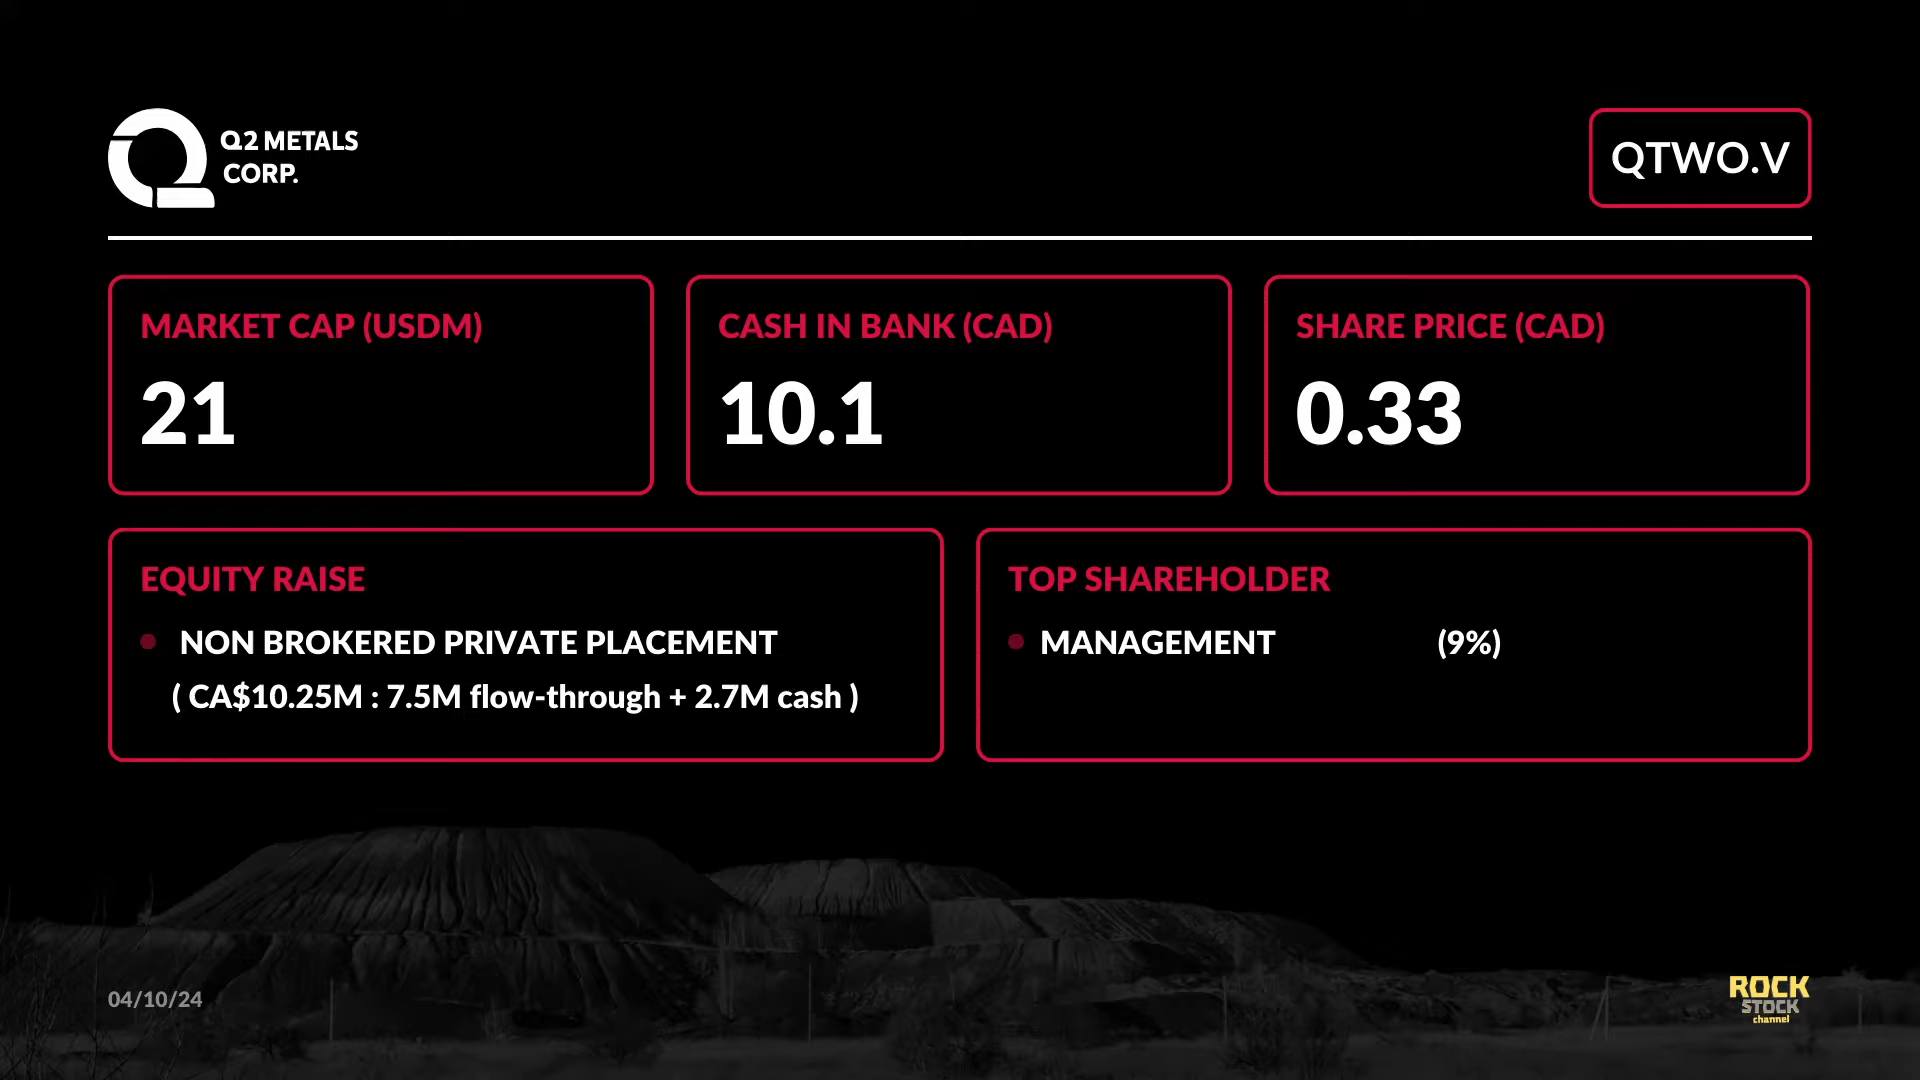 Q2 METALS
CORP.
QTWO.V
MARKET CAP (USDM)
21
CASH IN BANK (CAD)
10.1
SHARE PRICE (CAD)
0.33
EQUITY RAISE
NON BROKERED PRIVATE PLACEMENT
( CA$10.25M : 7.5M flow-through + 2.7M cash )
TOP SHAREHOLDER
MANAGEMENT (9%)
04/10/24
ROCK
STOCK
channel